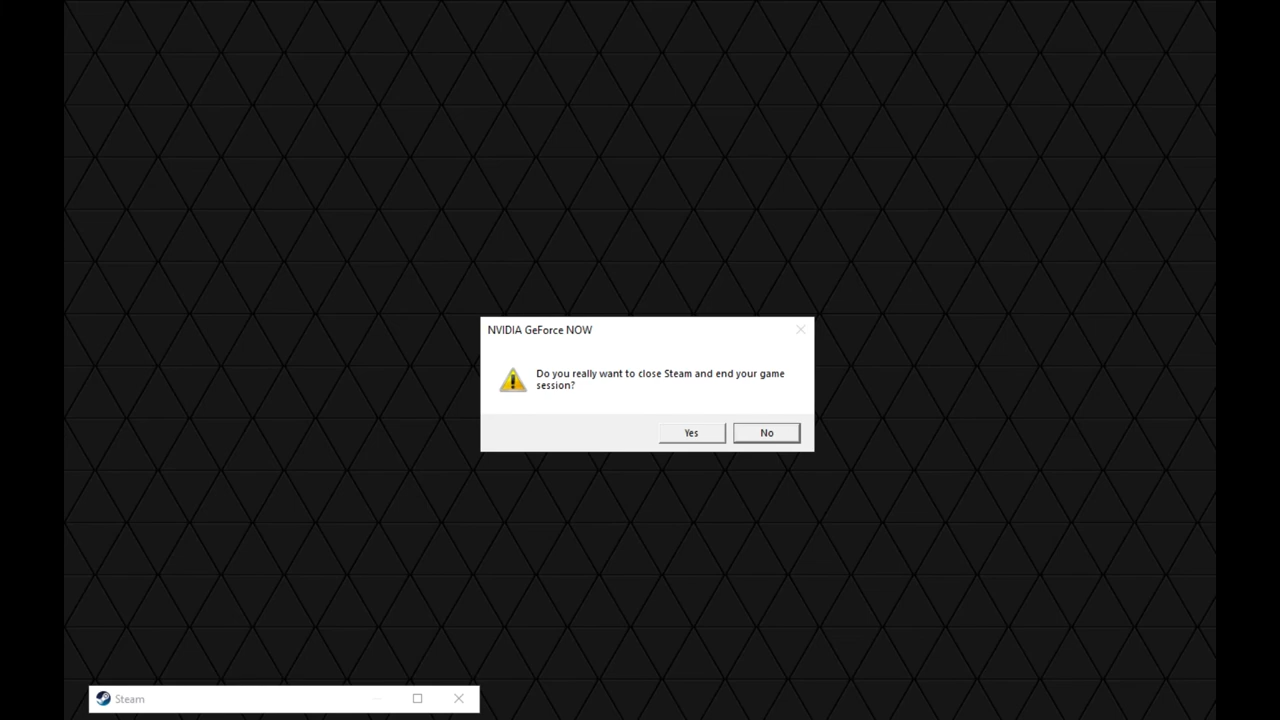 NVIDIA GeForce NOW
Do you really want to close Steam and end your game
session?
Yes
No
Steam